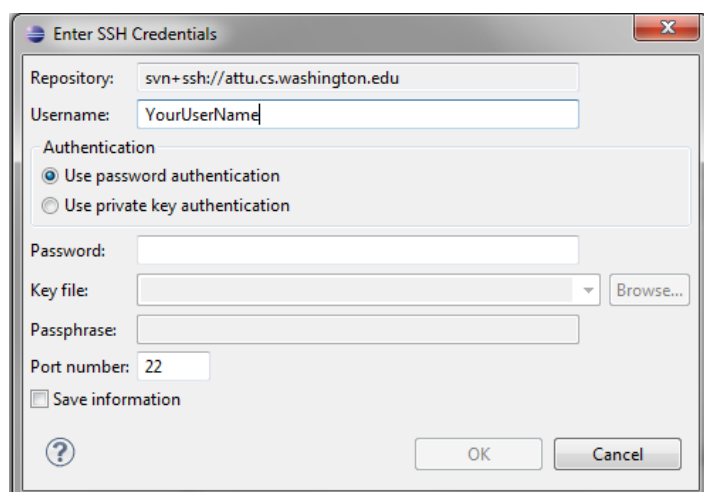 Enter SSH Credentials
Repository: svn+ssh://attu.cs.washington.edu
Username: YourUserName
Authentication
Use password authentication
Use private key authentication
Password:
Key file: Browse...
Passphrase:
Port number: 22
Save information
? OK Cancel